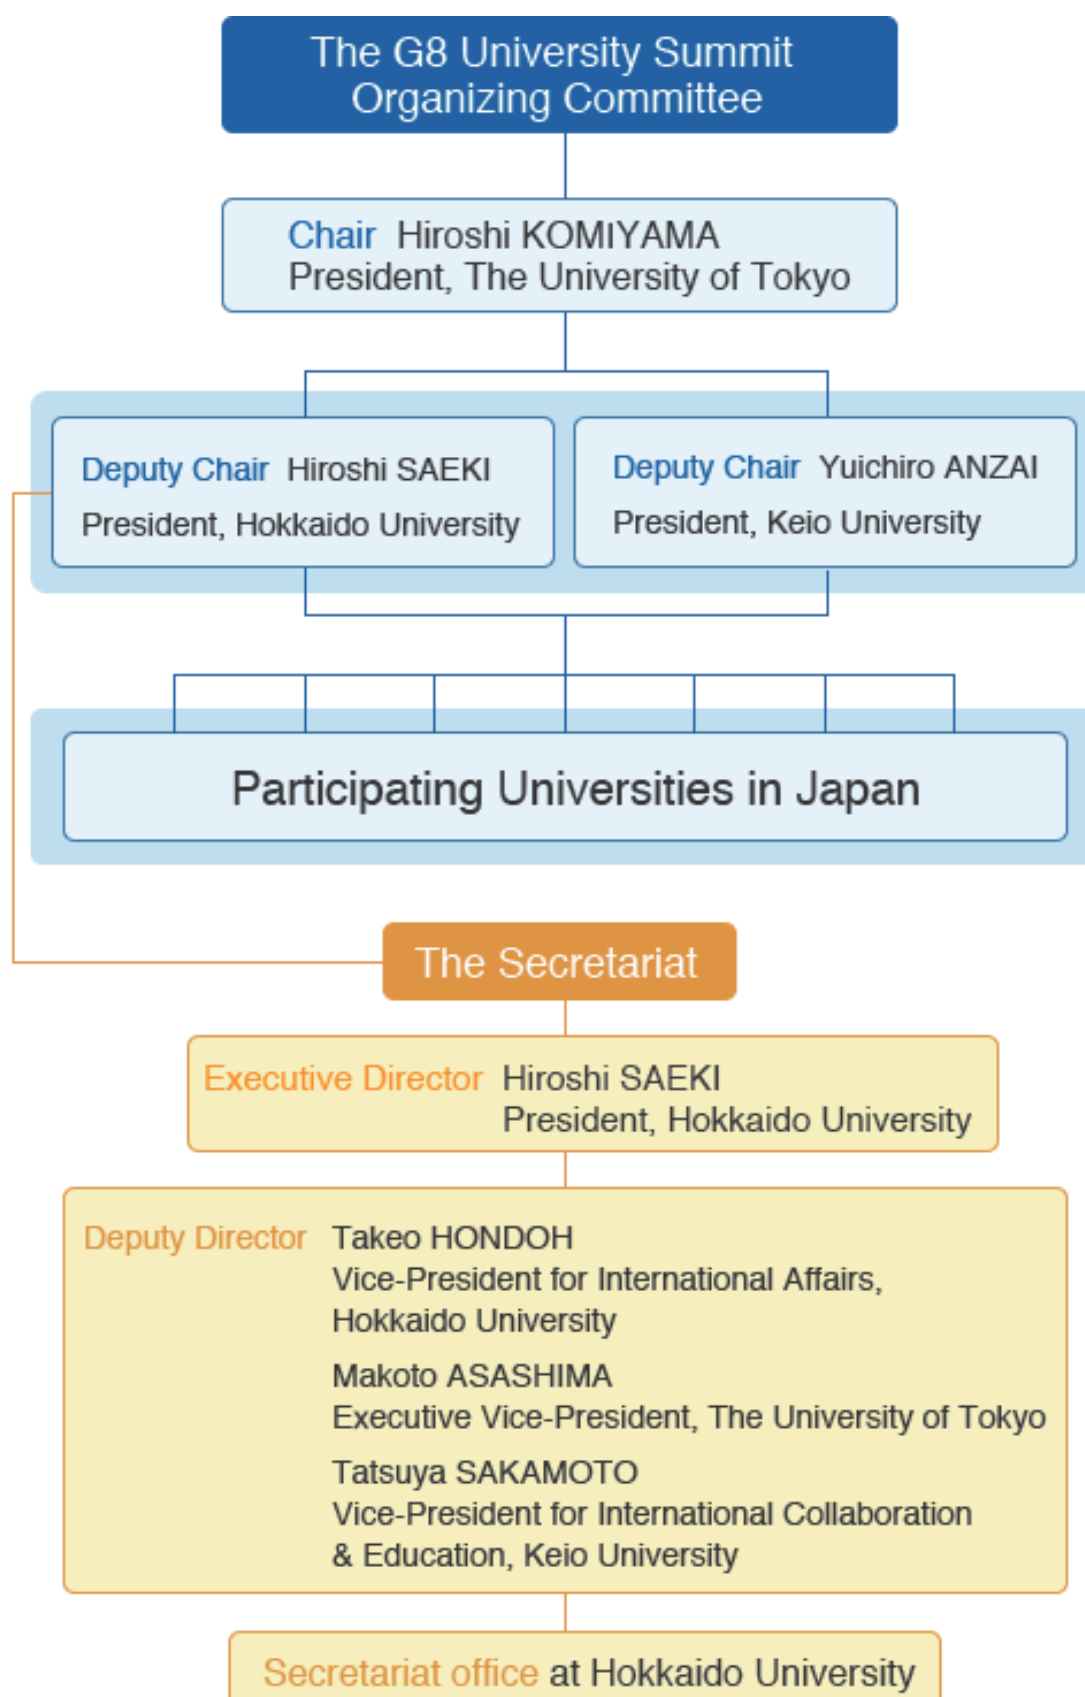 The G8 University Summit
Organizing Committee
Chair Hiroshi KOMIYAMA
President, The University of Tokyo
Deputy Chair Hiroshi SAEKI
President, Hokkaido University
Deputy Chair Yuichiro ANZAI
President, Keio University
Participating Universities in Japan
The Secretariat
Executive Director Hiroshi SAEKI
President, Hokkaido University
Deputy Director Takeo HONDOH
Vice-President for International Affairs,
Hokkaido University
Makoto ASASHIMA
Executive Vice-President, The University of Tokyo
Tatsuya SAKAMOTO
Vice-President for International Collaboration
& Education, Keio University
Secretariat office at Hokkaido University